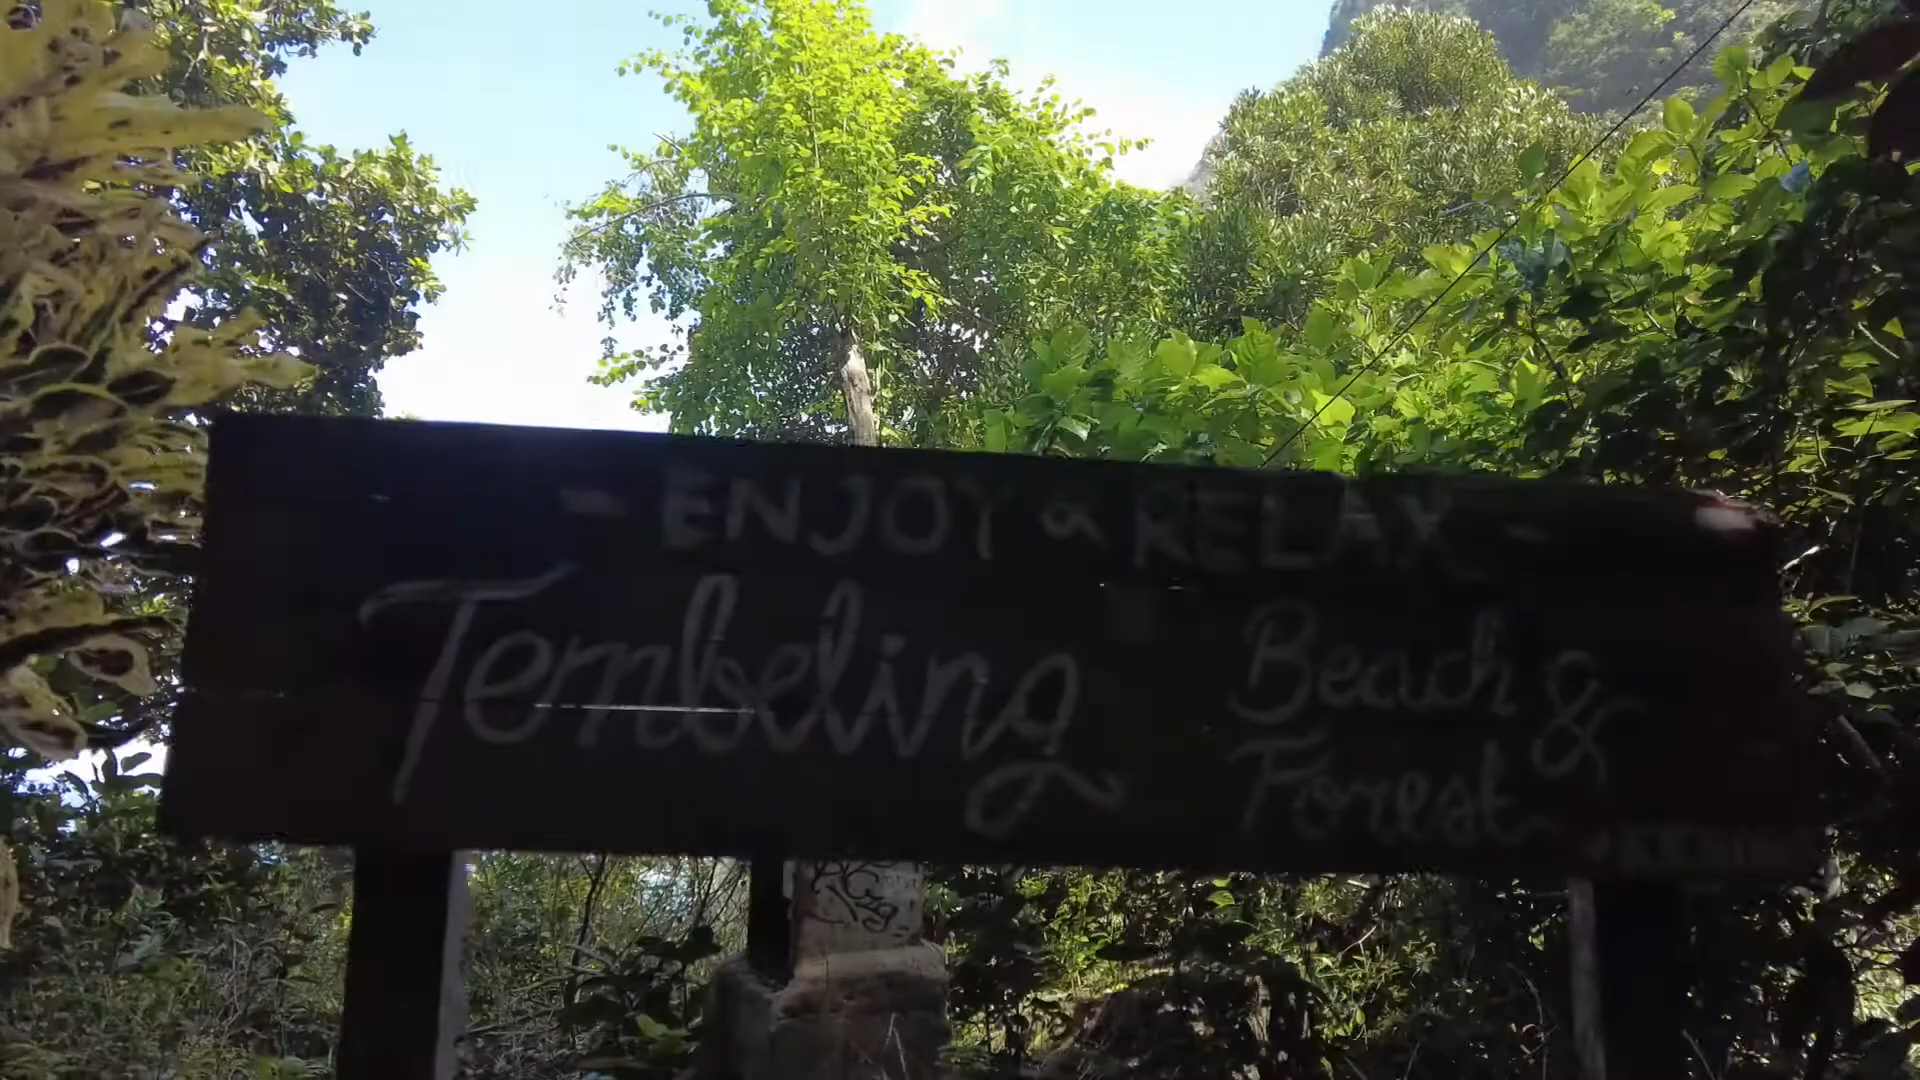 - ENJOY & RELAX -
Tembeling
Beach &
Forest